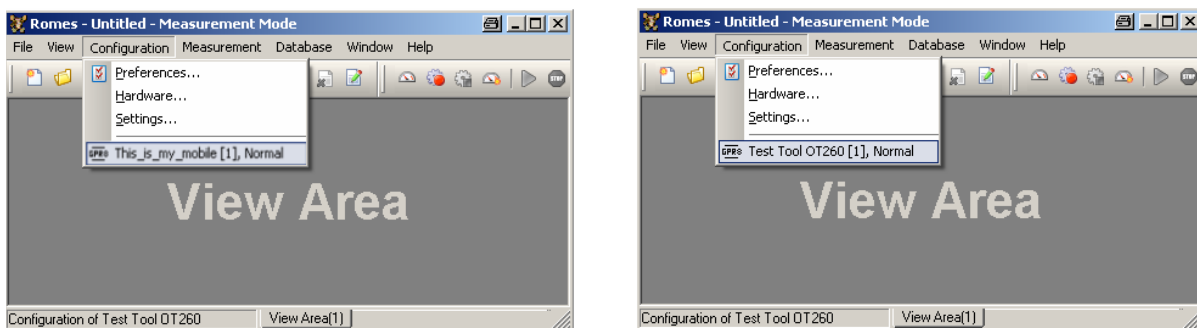 Romes - Untitled - Measurement Mode
File View Configuration Measurement Database Window Help
Preferences...
Hardware...
Settings...
GPRS This_is_my_mobile [1], Normal
View Area
Configuration of Test Tool OT260 View Area(1)
Romes - Untitled - Measurement Mode
File View Configuration Measurement Database Window Help
Preferences...
Hardware...
Settings...
GPRS Test Tool OT260 [1], Normal
View Area
Configuration of Test Tool OT260 View Area(1)